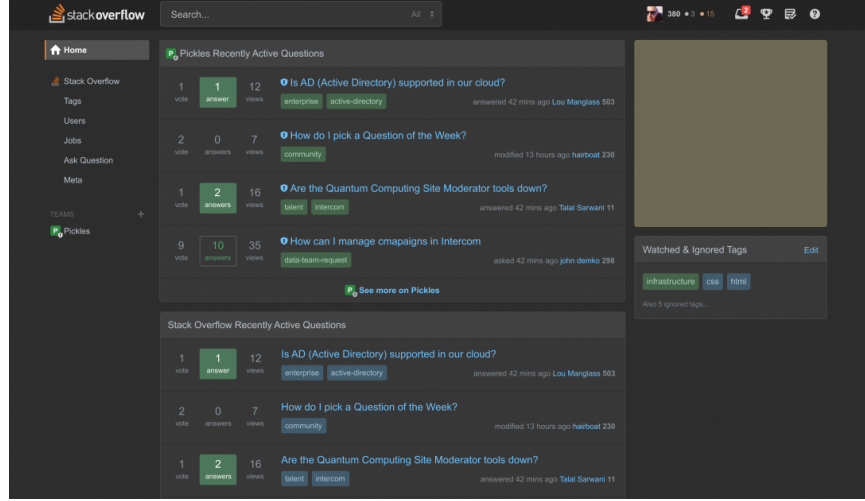 stackoverflow
Search...
All
380 3 15
2
Home
Stack Overflow
Tags
Users
Jobs
Ask Question
Meta
TEAMS +
P Pickles
P Pickles Recently Active Questions
1 1 12 Is AD (Active Directory) supported in our cloud?
vote answer views enterprise active-directory answered 42 mins ago Lou Manglass 503
2 0 7 How do I pick a Question of the Week?
vote answers views community modified 13 hours ago hairboat 230
1 2 16 Are the Quantum Computing Site Moderator tools down?
vote answers views talent intercom answered 42 mins ago Talal Sarwani 11
9 10 35 How can I manage cmapaigns in Intercom
vote answers views data-team-request asked 42 mins ago john demko 298
P See more on Pickles
Stack Overflow Recently Active Questions
1 1 12 Is AD (Active Directory) supported in our cloud?
vote answer views enterprise active-directory answered 42 mins ago Lou Manglass 503
2 0 7 How do I pick a Question of the Week?
vote answers views community modified 13 hours ago hairboat 230
1 2 16 Are the Quantum Computing Site Moderator tools down?
vote answers views talent intercom answered 42 mins ago Talal Sarwani 11
Watched & Ignored Tags Edit
infrastructure css html
Also 5 ignored tags...